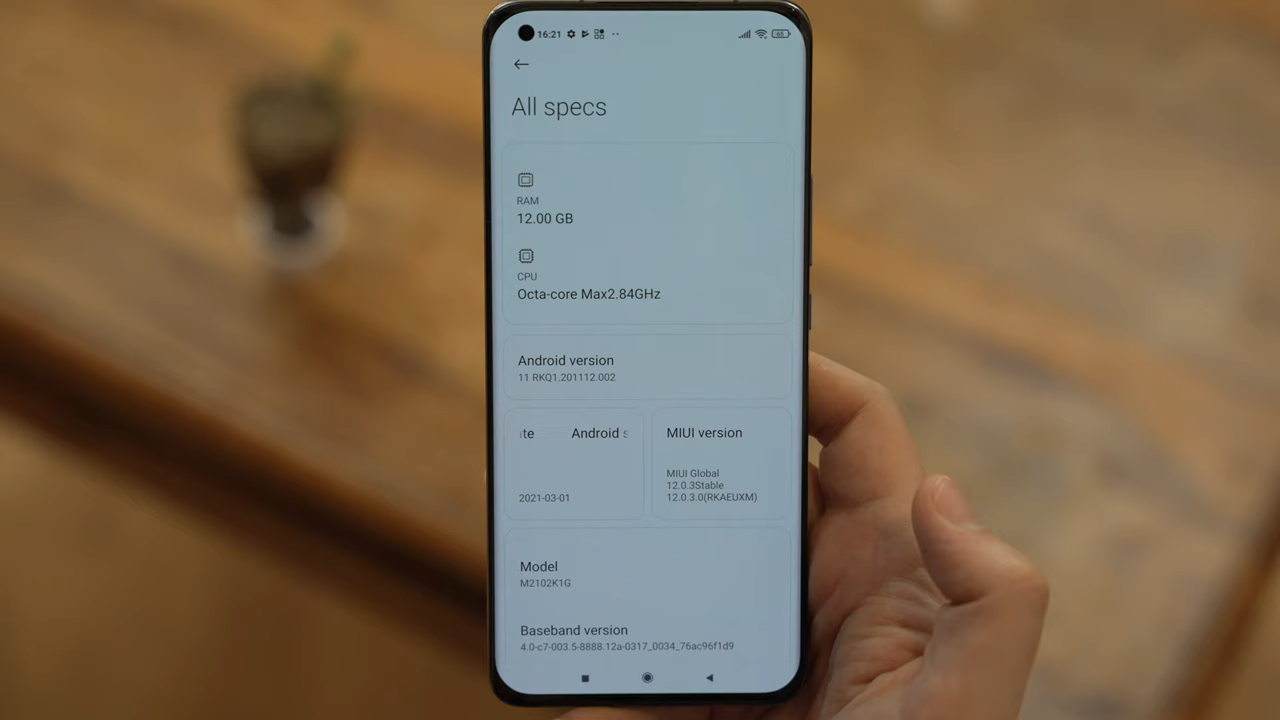 16:21
65
All specs
RAM
12.00 GB
CPU
Octa-core Max2.84GHz
Android version
11 RKQ1.201112.002
te Android s
2021-03-01
MIUI version
MIUI Global
12.0.3Stable
12.0.3.0(RKAEUXM)
Model
M2102K1G
Baseband version
4.0-c7-003.5-8888.12a-0317_0034_76ac96f1d9